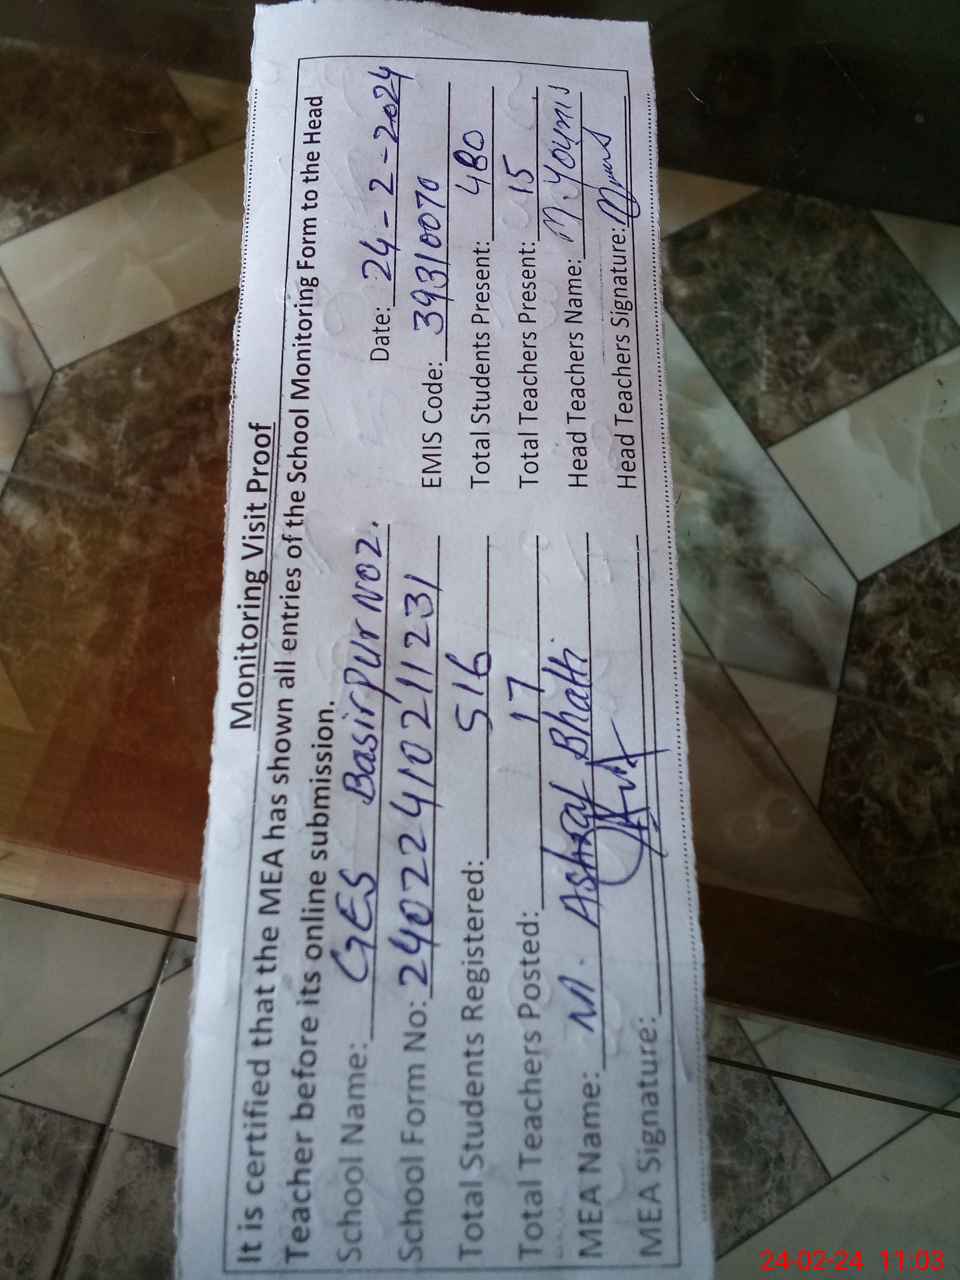 Monitoring Visit Proof
It is certified that the MEA has shown all entries of the School Monitoring Form to the Head
Teacher before its online submission.
School Name: GES Basirpur NO2. Date: 24-2-2024
School Form No: 24022410211231 EMIS Code: 39310070
Total Students Registered: 516 Total Students Present: 480
Total Teachers Posted: 17 Total Teachers Present: 15
MEA Name: M. Ashraf Bhatti Head Teachers Name: M. Younis
MEA Signature: Head Teachers Signature:
24-02-24 11:03